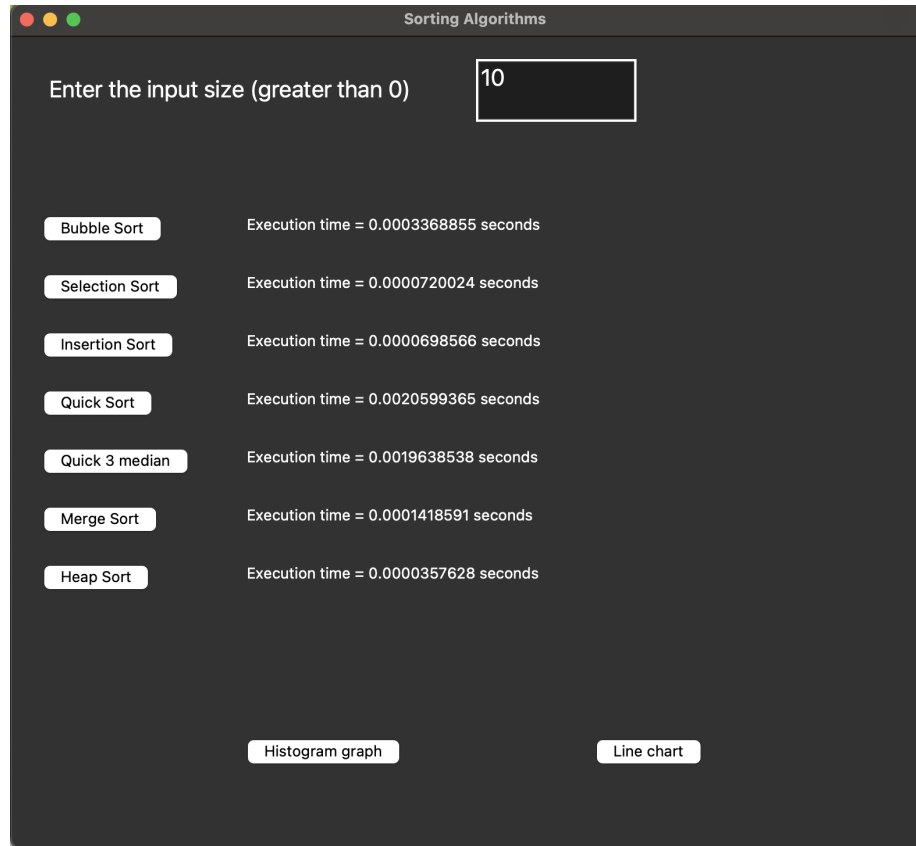 Sorting Algorithms
Enter the input size (greater than 0) 10
Bubble Sort Execution time = 0.0003368855 seconds
Selection Sort Execution time = 0.0000720024 seconds
Insertion Sort Execution time = 0.0000698566 seconds
Quick Sort Execution time = 0.0020599365 seconds
Quick 3 median Execution time = 0.0019638538 seconds
Merge Sort Execution time = 0.0001418591 seconds
Heap Sort Execution time = 0.0000357628 seconds
Histogram graph Line chart